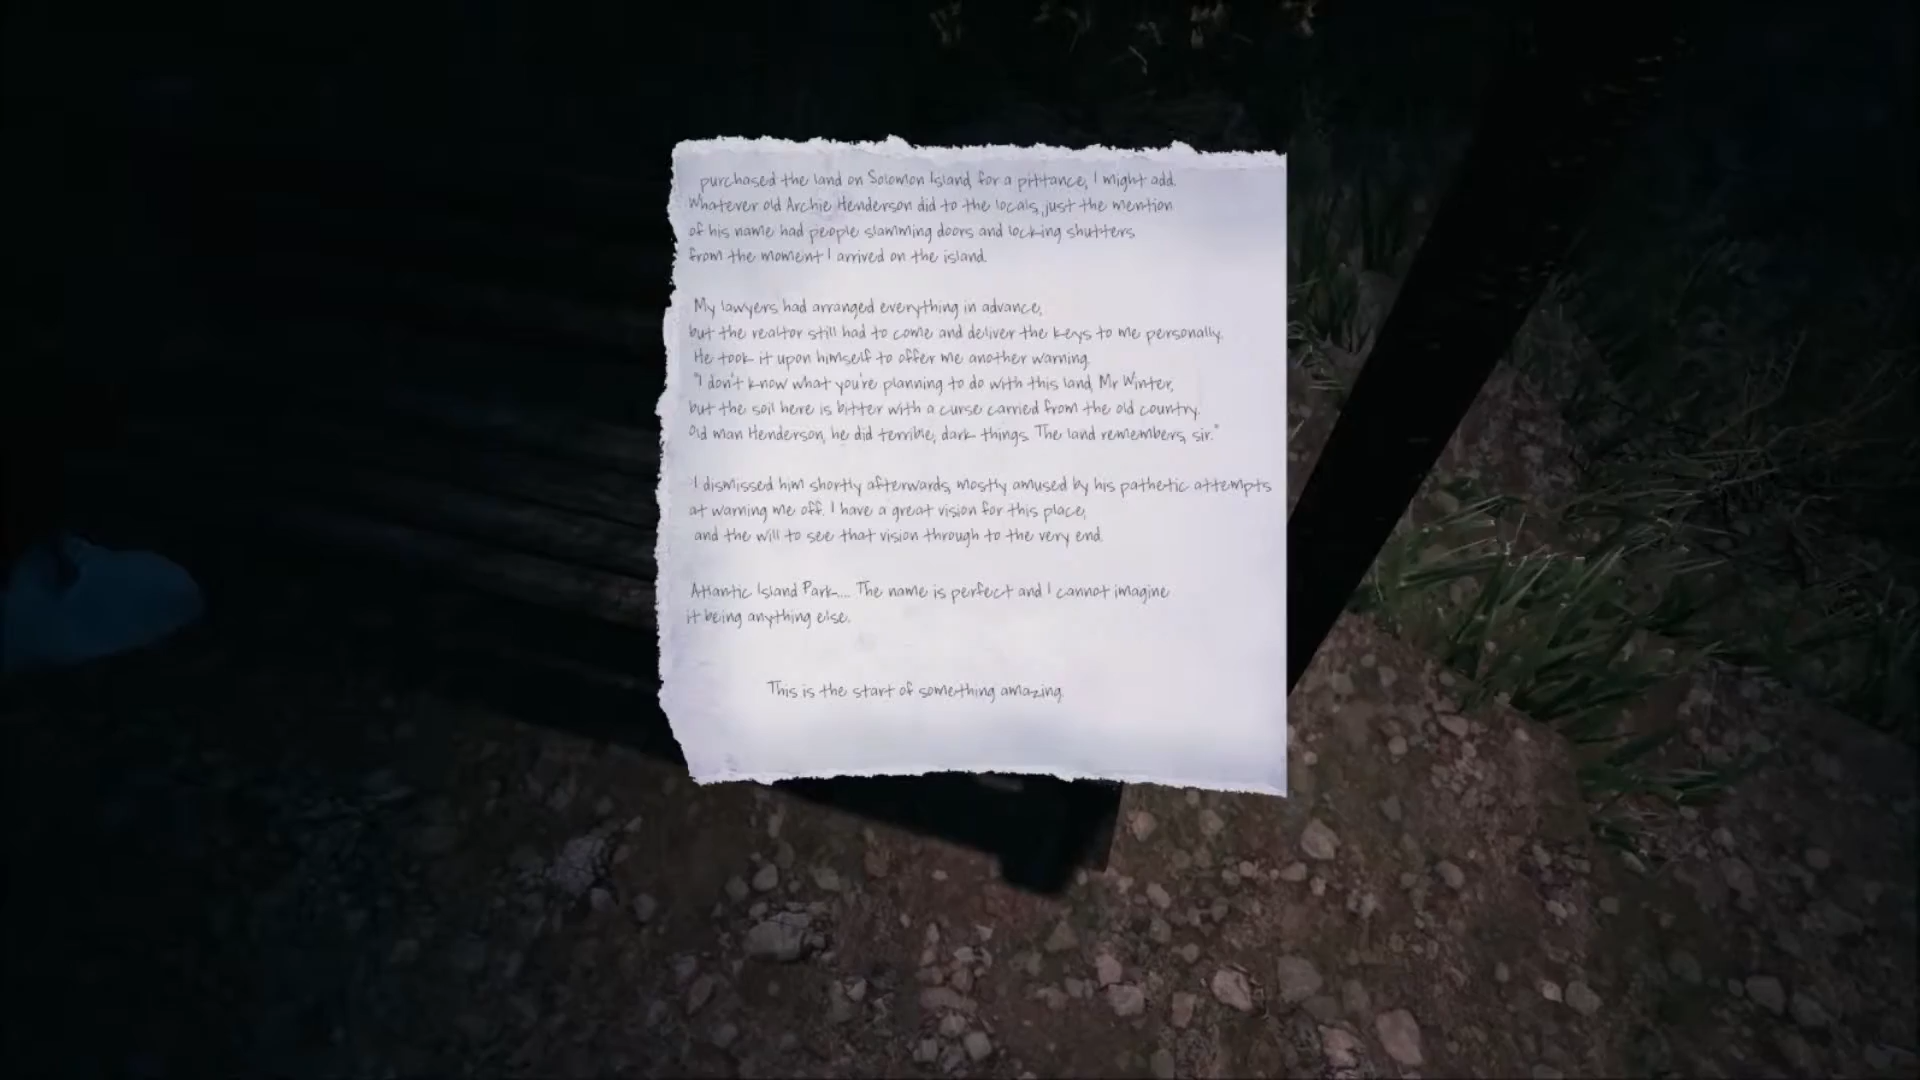 purchased the land on Solomon Island, for a pittance, I might add.
Whatever old Archie Henderson did to the locals, just the mention
of his name had people slamming doors and locking shutters
from the moment I arrived on the island.
My lawyers had arranged everything in advance,
but the realtor still had to come and deliver the keys to me personally.
He took it upon himself to offer me another warning.
"I don't know what you're planning to do with this land, Mr Winter,
but the soil here is bitter with a curse carried from the old country.
Old man Henderson, he did terrible, dark things. The land remembers, sir."
I dismissed him shortly afterwards, mostly amused by his pathetic attempts
at warning me off. I have a great vision for this place,
and the will to see that vision through to the very end.
Atlantic Island Park.... The name is perfect and I cannot imagine
it being anything else.
This is the start of something amazing.